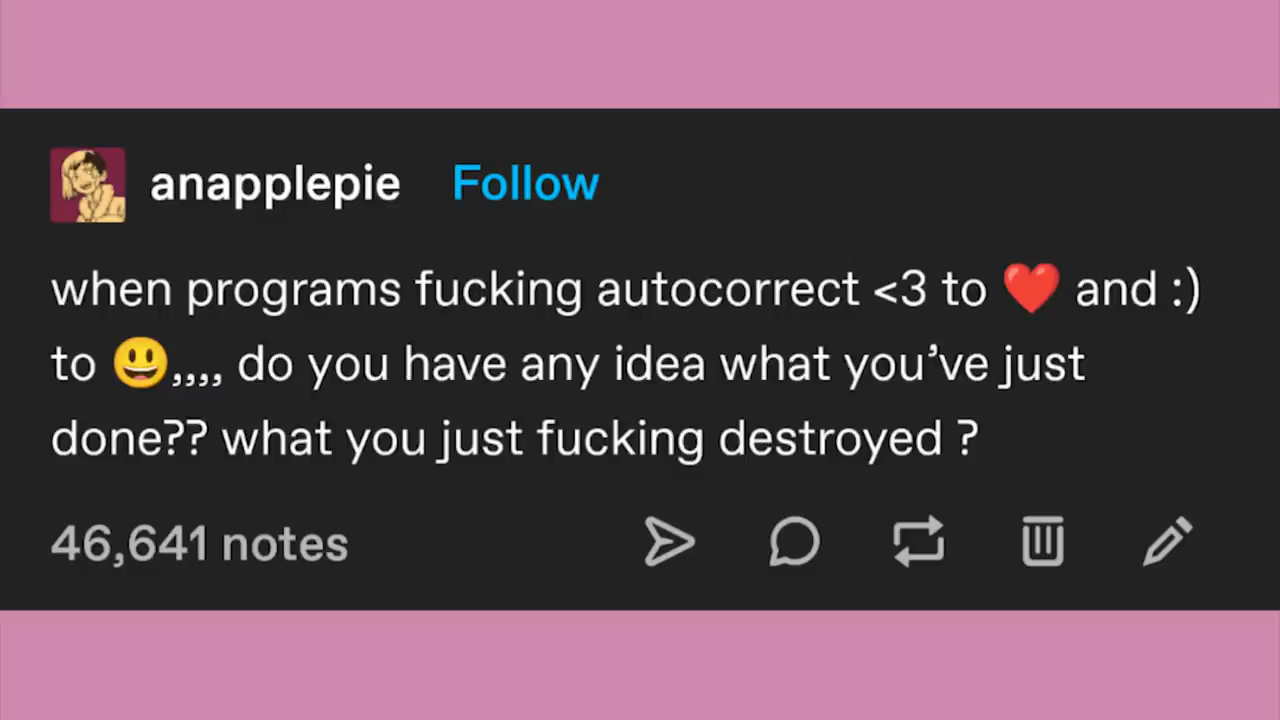 anapplepie Follow
when programs fucking autocorrect <3 to ❤️ and :)
to 😃,,,, do you have any idea what you’ve just
done?? what you just fucking destroyed ?
46,641 notes